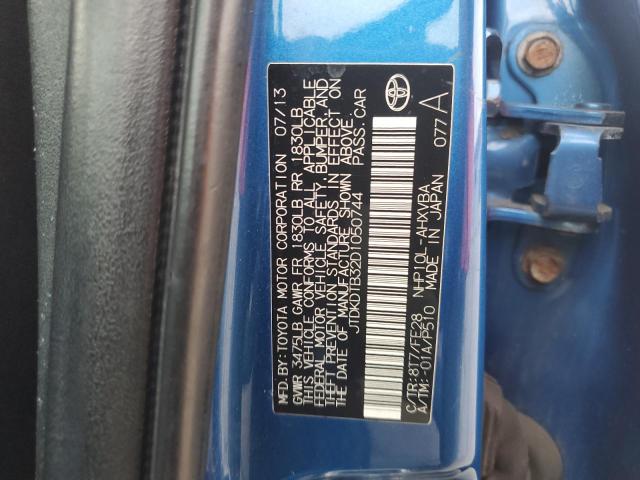 MFD.BY:TOYOTA MOTOR CORPORATION 07/13
GVWR 3475LB GAWR FR 1830LB RR 1830LB
THIS VEHICLE CONFORMS TO ALL APPLICABLE
FEDERAL MOTOR VEHICLE SAFETY, BUMPER, AND
THEFT PREVENTION STANDARDS IN EFFECT ON
THE DATE OF MANUFACTURE SHOWN ABOVE.
JTDKDTB32D1050744 PASS.CAR
C/TR:8T7/FE28 NHP10L-AHXVBA
A/TM:-01A/P510 MADE IN JAPAN 077 A